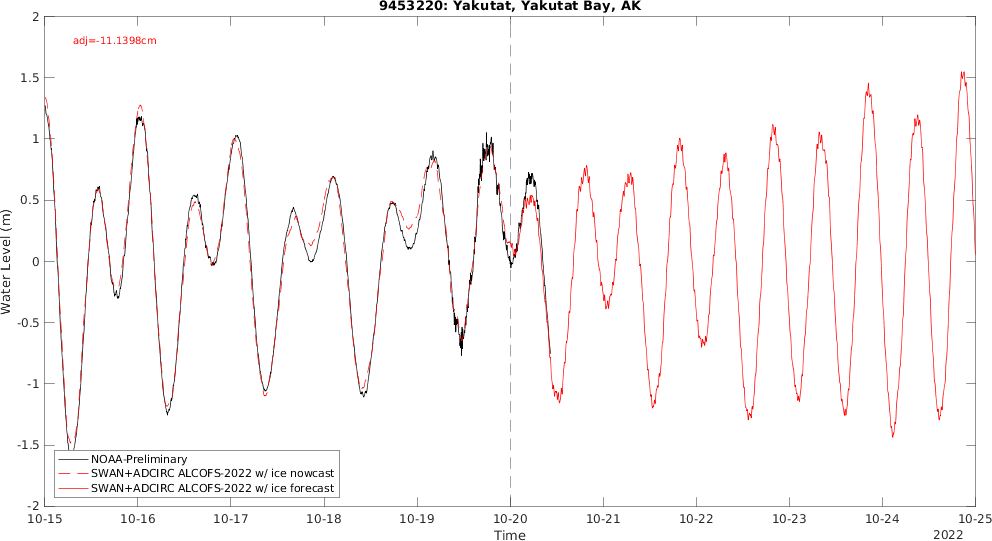 9453220: Yakutat, Yakutat Bay, AK
adj=-11.1398cm
Water Level (m)
2
1.5
1
0.5
0
-0.5
-1
-1.5
-2
NOAA-Preliminary
SWAN+ADCIRC ALCOFS-2022 w/ ice nowcast
SWAN+ADCIRC ALCOFS-2022 w/ ice forecast
10-15 10-16 10-17 10-18 10-19 10-20 10-21 10-22 10-23 10-24 10-25
Time
2022